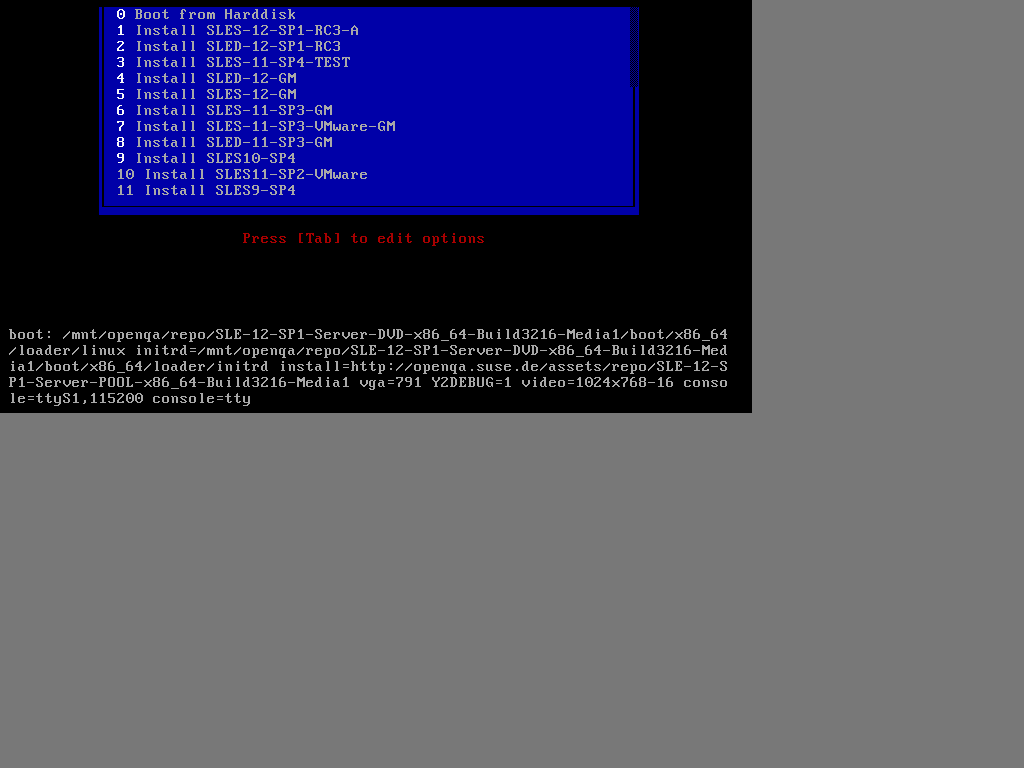 0 Boot from Harddisk
1 Install SLES-12-SP1-RC3-A
2 Install SLED-12-SP1-RC3
3 Install SLES-11-SP4-TEST
4 Install SLED-12-GM
5 Install SLES-12-GM
6 Install SLES-11-SP3-GM
7 Install SLES-11-SP3-VMware-GM
8 Install SLED-11-SP3-GM
9 Install SLES10-SP4
10 Install SLES11-SP2-VMware
11 Install SLES9-SP4
Press [Tab] to edit options
boot: /mnt/openqa/repo/SLE-12-SP1-Server-DVD-x86_64-Build3216-Media1/boot/x86_64
/loader/linux initrd=/mnt/openqa/repo/SLE-12-SP1-Server-DVD-x86_64-Build3216-Med
ia1/boot/x86_64/loader/initrd install=http://openqa.suse.de/assets/repo/SLE-12-S
P1-Server-POOL-x86_64-Build3216-Media1 vga=791 Y2DEBUG=1 video=1024x768-16 conso
le=ttyS1,115200 console=tty